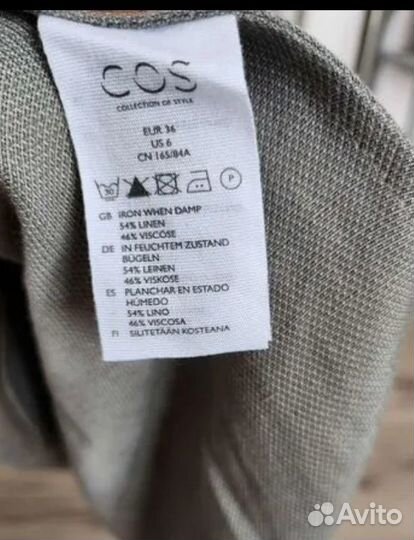 COS
COLLECTION OF STYLE
EUR 36
US 6
CN 165/84A
30
P
GB IRON WHEN DAMP
54% LINEN
46% VISCOSE
DE IN FEUCHTEM ZUSTAND
BÜGELN
54% LEINEN
46% VISKOSE
ES PLANCHAR EN ESTADO
HÚMEDO
54% LINO
46% VISCOSA
FI SILITETÄÄN KOSTEANA
Avito